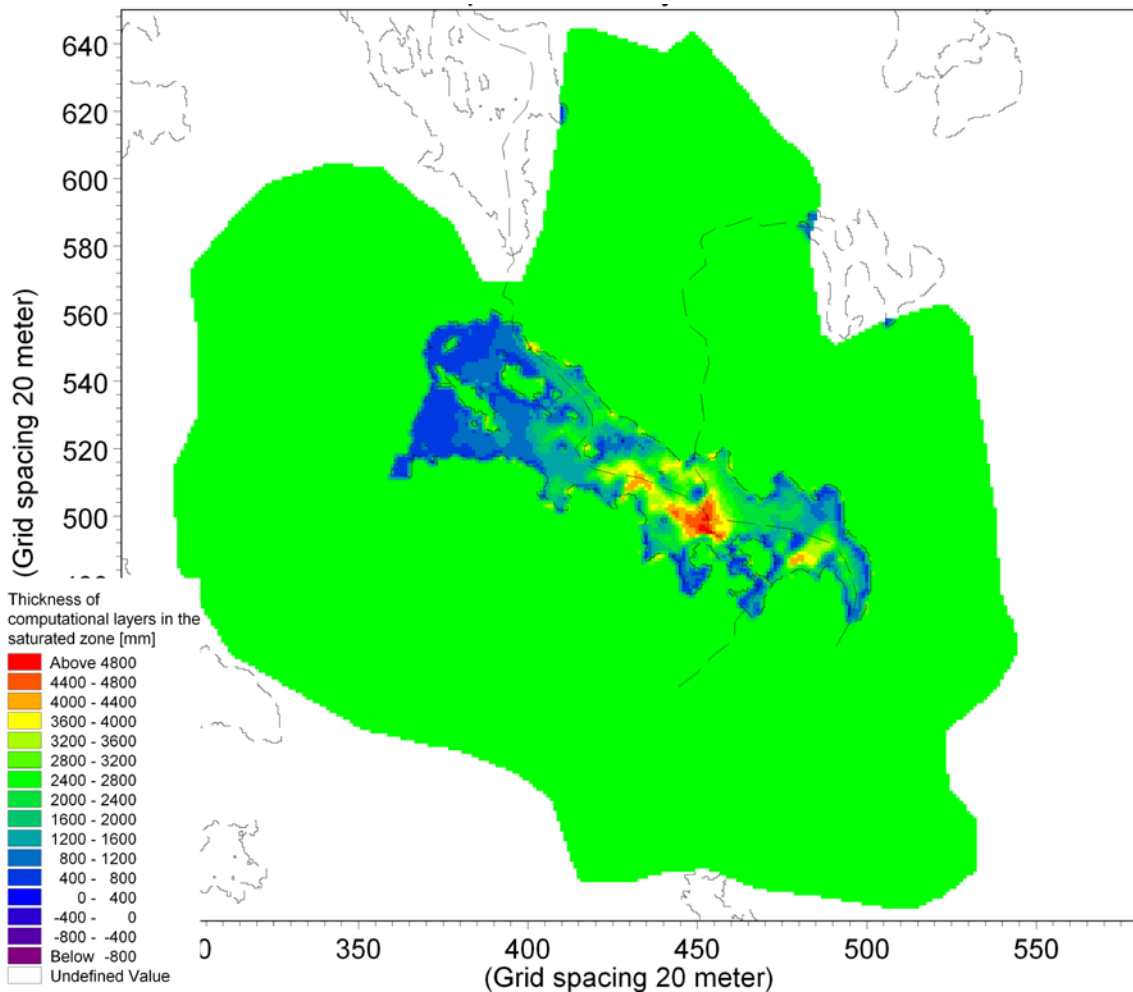 640
620
600
580
560
540
520
500
(Grid spacing 20 meter)
Thickness of
computational layers in the
saturated zone [mm]
Above 4800
4400 - 4800
4000 - 4400
3600 - 4000
3200 - 3600
2800 - 3200
2400 - 2800
2000 - 2400
1600 - 2000
1200 - 1600
800 - 1200
400 - 800
0 - 400
-400 - 0
-800 - -400
Below -800
Undefined Value
0 350 400 450 500 550
(Grid spacing 20 meter)